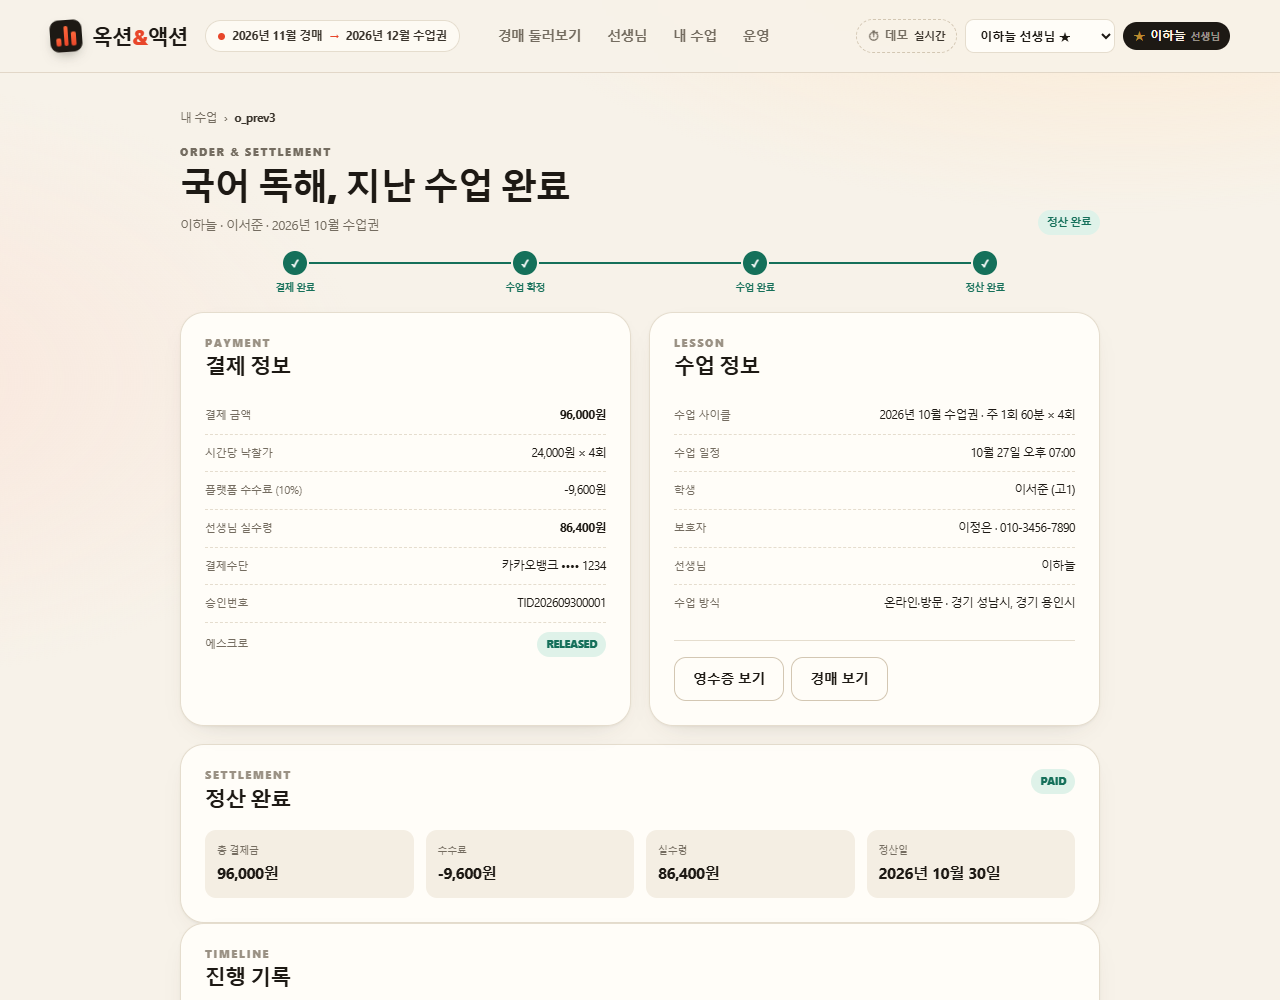 옥션&액션
2026년 11월 경매 → 2026년 12월 수업권
경매 둘러보기
선생님
내 수업
운영
데모 실시간
이하늘 선생님 ★
★ 이하늘 선생님
내 수업 › o_prev3
ORDER & SETTLEMENT
국어 독해, 지난 수업 완료
이하늘 · 이서준 · 2026년 10월 수업권
정산 완료
결제 완료
수업 확정
수업 완료
정산 완료
PAYMENT
결제 정보
결제 금액 96,000원
시간당 낙찰가 24,000원 × 4회
플랫폼 수수료 (10%) -9,600원
선생님 실수령 86,400원
결제수단 카카오뱅크 •••• 1234
승인번호 TID202609300001
에스크로 RELEASED
LESSON
수업 정보
수업 사이클 2026년 10월 수업권 · 주 1회 60분 × 4회
수업 일정 10월 27일 오후 07:00
학생 이서준 (고1)
보호자 이정은 · 010-3456-7890
선생님 이하늘
수업 방식 온라인·방문 · 경기 성남시, 경기 용인시
영수증 보기
경매 보기
SETTLEMENT
정산 완료
PAID
총 결제금
96,000원
수수료
-9,600원
실수령
86,400원
정산일
2026년 10월 30일
TIMELINE
진행 기록